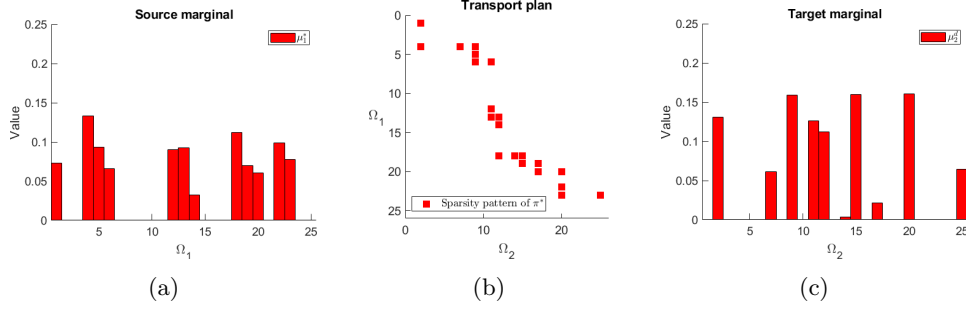 Source marginal
0.25
0.2
0.15
0.1
0.05
0
Value
5
10
15
20
25
Ω₁
μ₁*
(a)
Transport plan
0
5
10
15
20
25
Ω₁
0
10
20
Ω₂
Sparsity pattern of π*
(b)
Target marginal
0.25
0.2
0.15
0.1
0.05
0
Value
5
10
15
20
25
Ω₂
μ₂ᵈ
(c)